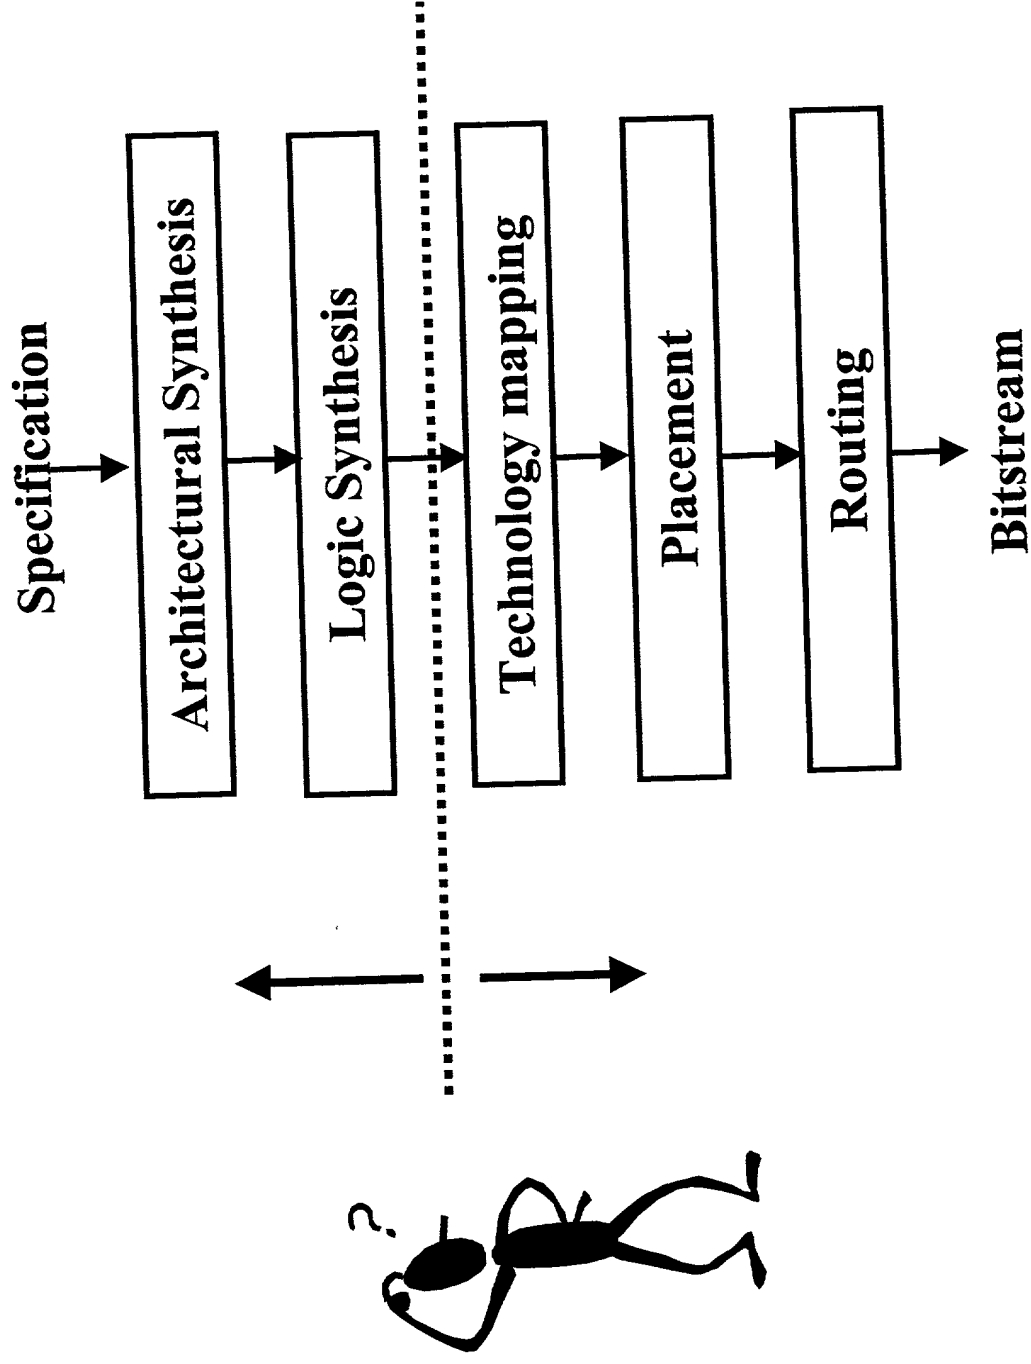 Specification
Architectural Synthesis
Logic Synthesis
Technology mapping
Placement
Routing
Bitstream
?